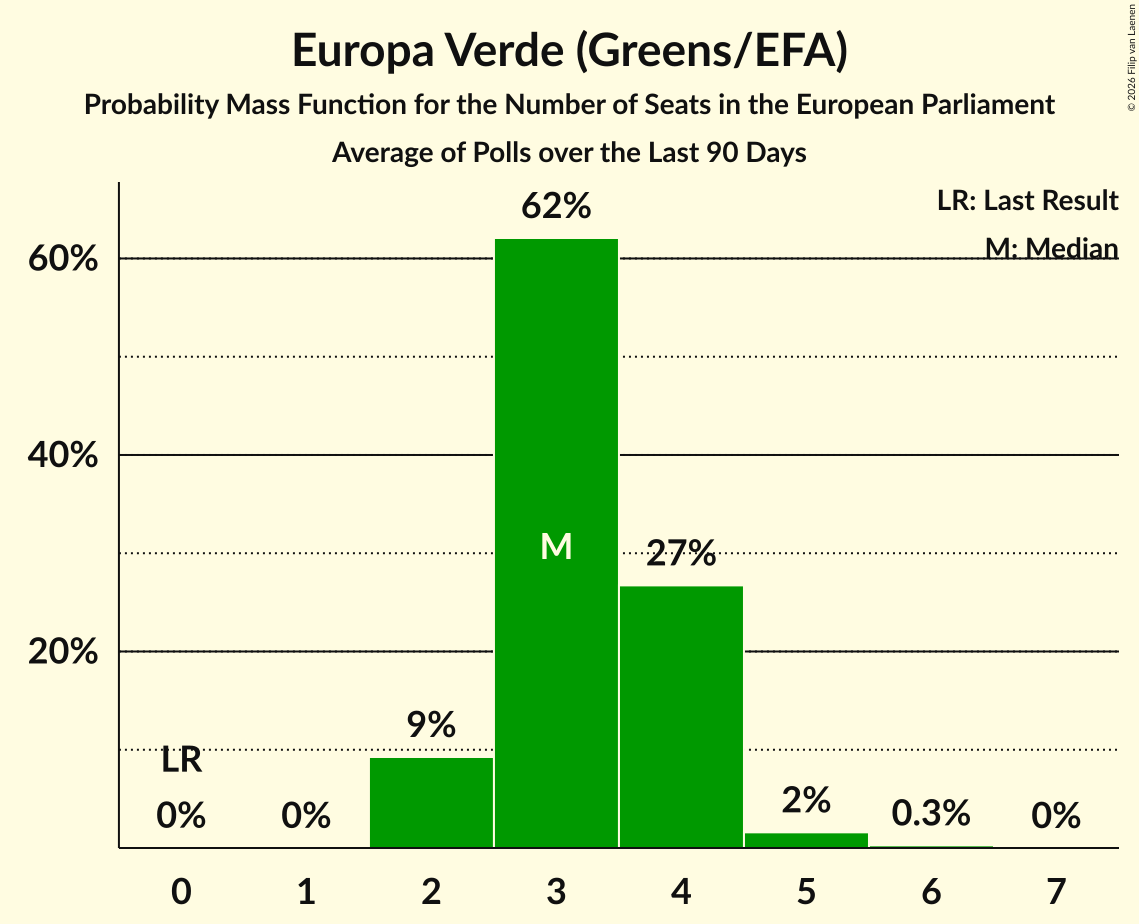 Europa Verde (Greens/EFA)
Probability Mass Function for the Number of Seats in the European Parliament
Average of Polls over the Last 90 Days
© 2026 Filip van Laenen
LR: Last Result
M: Median
62%
60%
40%
M
27%
20%
9%
LR
0%
0%
2%
0.3%
0%
0 1 2 3 4 5 6 7